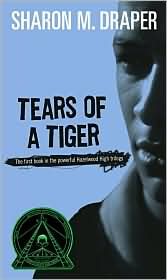 SHARON M. DRAPER
TEARS OF
A TIGER
The first book in the powerful Hazelwood High trilogy